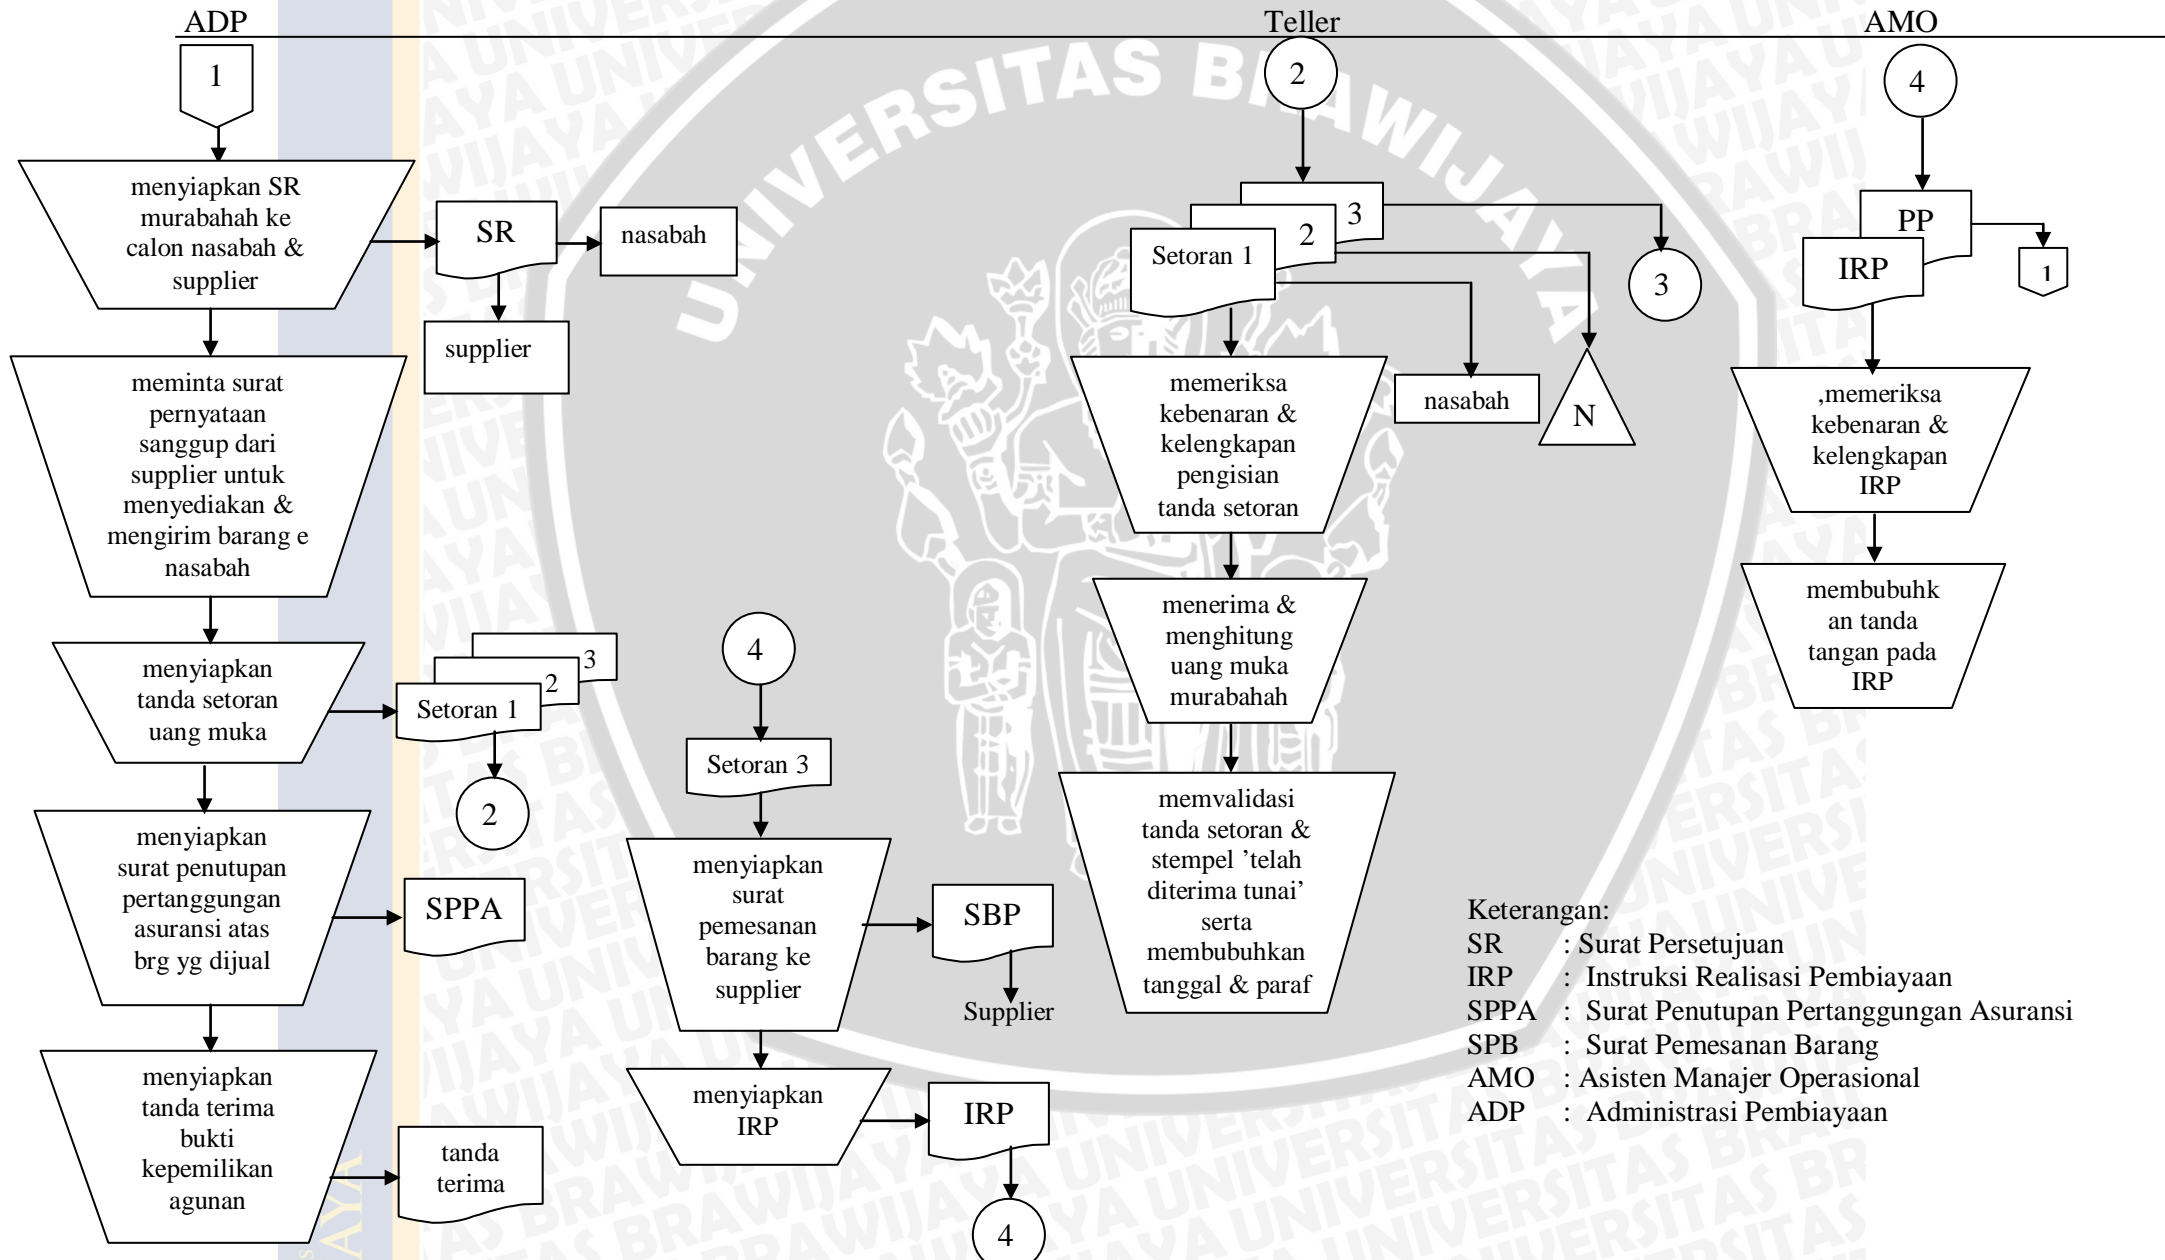 ADP
Teller
AMO
1
menyiapkan SR
murabahah ke
calon nasabah &
supplier
SR
nasabah
supplier
meminta surat
pernyataan
sanggup dari
supplier untuk
menyediakan &
mengirim barang e
nasabah
menyiapkan
tanda setoran
uang muka
3
2
Setoran 1
2
menyiapkan
surat penutupan
pertanggungan
asuransi atas
brg yg dijual
SPPA
menyiapkan
tanda terima
bukti
kepemilikan
agunan
tanda
terima
4
Setoran 3
menyiapkan
surat
pemesanan
barang ke
supplier
SBP
Supplier
menyiapkan
IRP
IRP
4
2
3
2
Setoran 1
3
N
nasabah
memeriksa
kebenaran &
kelengkapan
pengisian
tanda setoran
menerima &
menghitung
uang muka
murabahah
memvalidasi
tanda setoran &
stempel ’telah
diterima tunai’
serta
membubuhkan
tanggal & paraf
4
PP
IRP
1
,memeriksa
kebenaran &
kelengkapan
IRP
membubuhk
an tanda
tangan pada
IRP
Keterangan:
SR : Surat Persetujuan
IRP : Instruksi Realisasi Pembiayaan
SPPA : Surat Penutupan Pertanggungan Asuransi
SPB : Surat Pemesanan Barang
AMO : Asisten Manajer Operasional
ADP : Administrasi Pembiayaan
UNIVERSITAS BRAWIJAYA